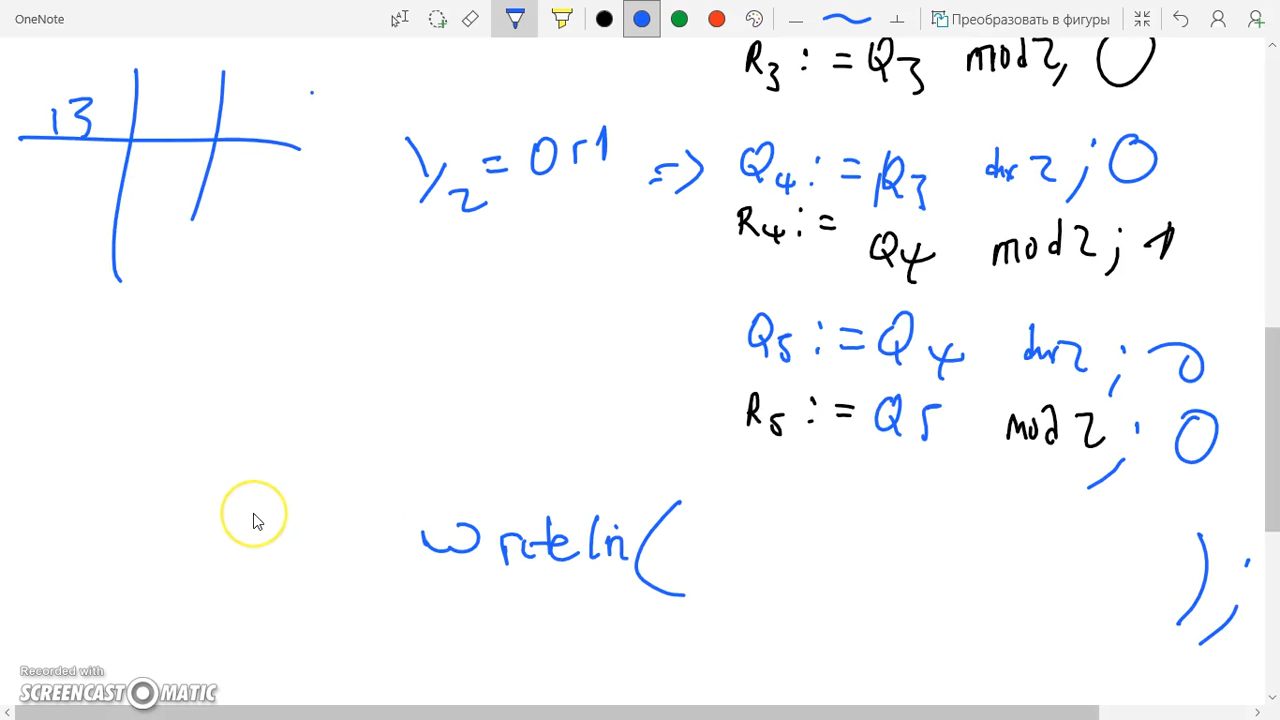 OneNote
Преобразовать в фигуры
R3 := Q3 mod 2, 0
13
1/2 = 0 r 1 => Q4 := Q3 div 2 ; 0
R4 := Q4 mod 2 ; 1
Q5 := Q4 div 2 ; 0
R5 := Q5 mod 2 ; 0
writeln( );
Recorded with
SCREENCAST O MATIC